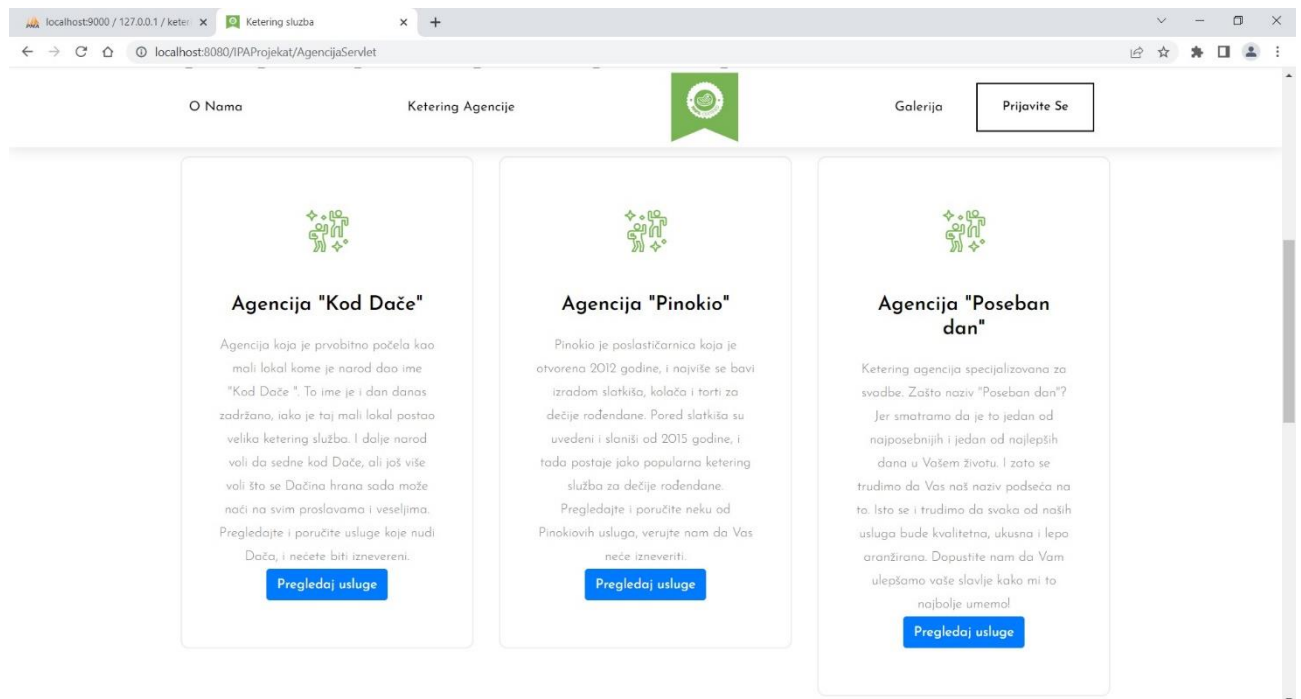 localhost:9000 / 127.0.0.1 / keteri
Ketering sluzba
localhost:8080/IPAProjekat/AgencijaServlet
O Nama
Ketering Agencije
Galerija
Prijavite Se
Agencija "Kod Dače"
Agencija koja je prvobitno počela kao
mali lokal kome je narod dao ime
"Kod Dače ". To ime je i dan danas
zadržano, iako je taj mali lokal postao
velika ketering služba. I dalje narod
voli da sedne kod Dače, ali još više
voli što se Dačina hrana sada može
naći na svim proslavama i veseljima.
Pregledajte i poručite usluge koje nudi
Dača, i nećete biti iznevereni.
Pregledaj usluge
Agencija "Pinokio"
Pinokio je poslastičarnica koja je
otvorena 2012 godine, i najviše se bavi
izradom slatkiša, kolača i torti za
dečije rođendane. Pored slatkiša su
uvedeni i slaniši od 2015 godine, i
tada postaje jako popularna ketering
služba za dečije rođendane.
Pregledajte i poručite neku od
Pinokiovih usluga, verujte nam da Vas
neće izneveriti.
Pregledaj usluge
Agencija "Poseban
dan"
Ketering agencija specijalizovana za
svadbe. Zašto naziv "Poseban dan"?
Jer smatramo da je to jedan od
najposebnijih i jedan od najlepših
dana u Vašem životu. I zato se
trudimo da Vas naš naziv podseća na
to. Isto se i trudimo da svaka od naših
usluga bude kvalitetna, ukusna i lepo
aranžirana. Dopustite nam da Vam
ulepšamo vaše slavlje kako mi to
najbolje umemo!
Pregledaj usluge